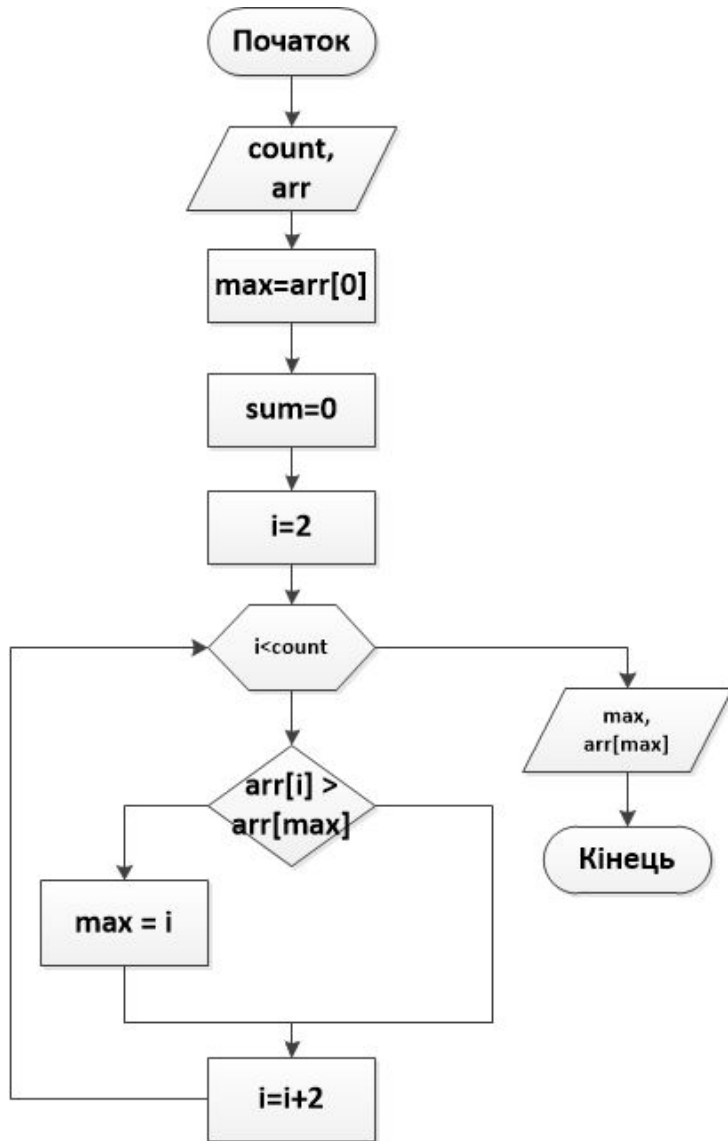 Початок
count,
arr
max=arr[0]
sum=0
i=2
i<count
max,
arr[max]
arr[i] >
arr[max]
Кінець
max = i
i=i+2